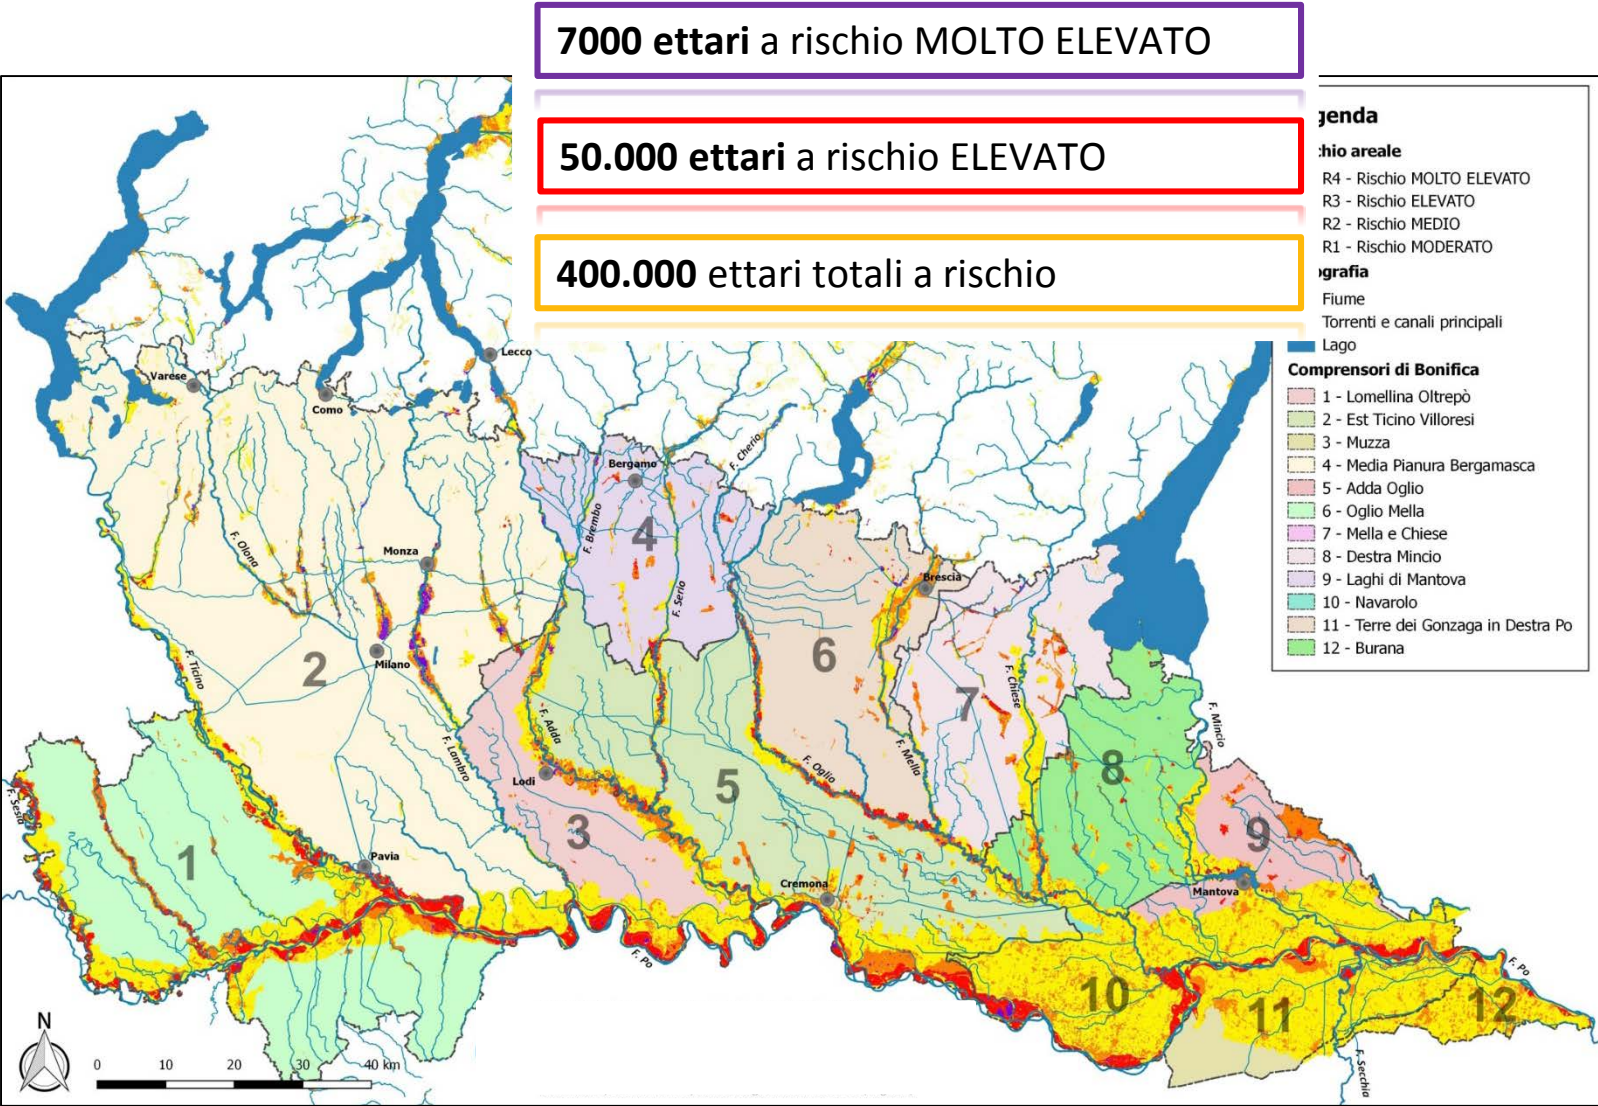 7000 ettari a rischio MOLTO ELEVATO
50.000 ettari a rischio ELEVATO
400.000 ettari totali a rischio
genda
hio areale
R4 - Rischio MOLTO ELEVATO
R3 - Rischio ELEVATO
R2 - Rischio MEDIO
R1 - Rischio MODERATO
ografia
Fiume
Torrenti e canali principali
Lago
Comprensori di Bonifica
1 - Lomellina Oltrepò
2 - Est Ticino Villoresi
3 - Muzza
4 - Media Pianura Bergamasca
5 - Adda Oglio
6 - Oglio Mella
7 - Mella e Chiese
8 - Destra Mincio
9 - Laghi di Mantova
10 - Navarolo
11 - Terre dei Gonzaga in Destra Po
12 - Burana
Lecco
Varese
Como
F. Cherio
Bergamo
F. Brembo
4
F. Olona
Monza
F. Serio
Brescia
2
Milano
6
F. Ticino
7
F. Chiese
F. Mincio
F. Adda
F. Lambro
F. Mella
F. Oglio
8
Lodi
5
F. Sesia
3
9
1
Pavia
Cremona
Mantova
F. Po
F. Po
10
11
12
F. Secchia
N
0 10 20 30 40 km